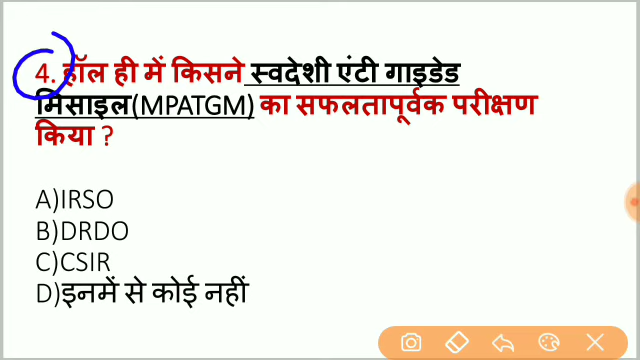 4. हॉल ही में किसने स्वदेशी एंटी गाइडेड
मिसाइल(MPATGM) का सफलतापूर्वक परीक्षण
किया ?
A)IRSO
B)DRDO
C)CSIR
D)इनमें से कोई नहीं